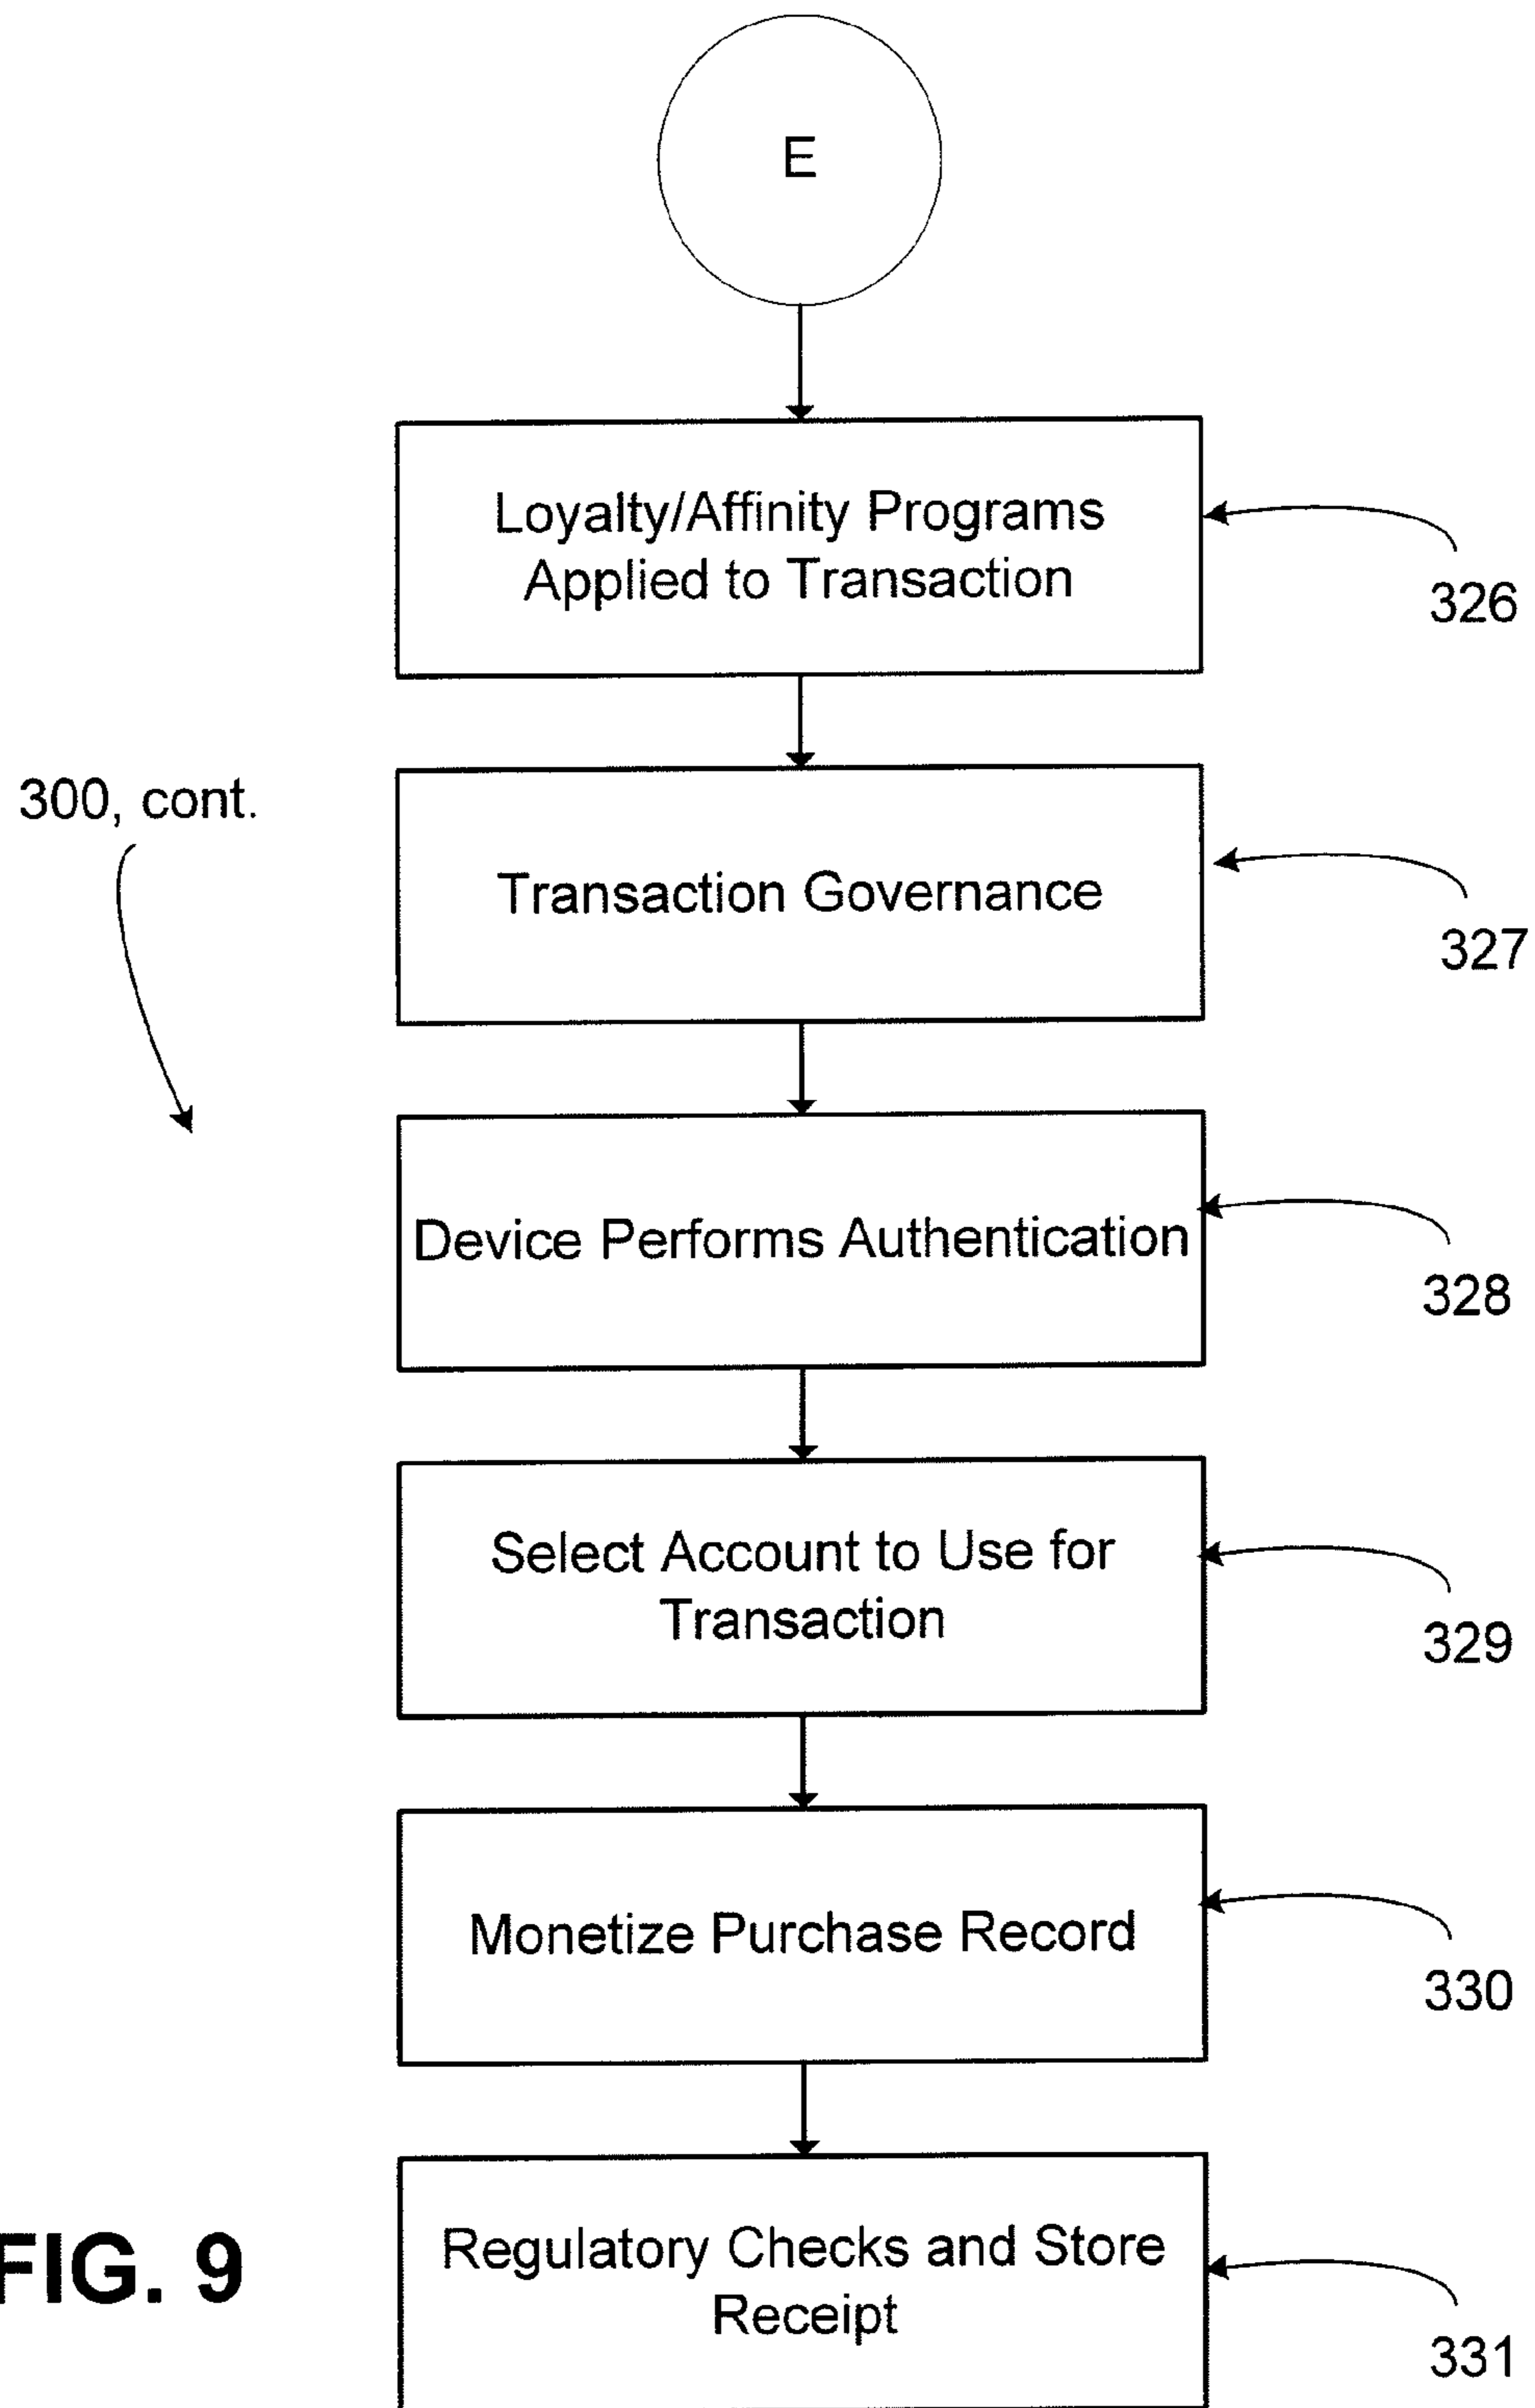 E
Loyalty/Affinity Programs
Applied to Transaction
326
300, cont.
Transaction Governance
327
Device Performs Authentication
328
Select Account to Use for
Transaction
329
Monetize Purchase Record
330
Regulatory Checks and Store
Receipt
331
FIG. 9